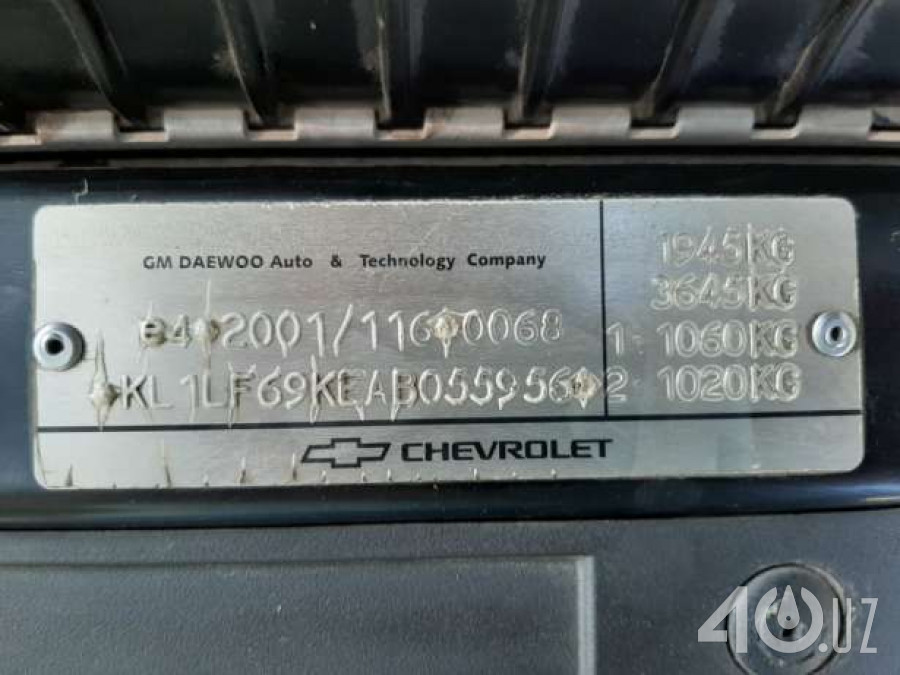 GM DAEWOO Auto & Technology Company
e4*2001/116*0068
*KL1LF69KEAB055956*
1945KG
3645KG
1- 1060KG
2 1020KG
CHEVROLET
40.UZ